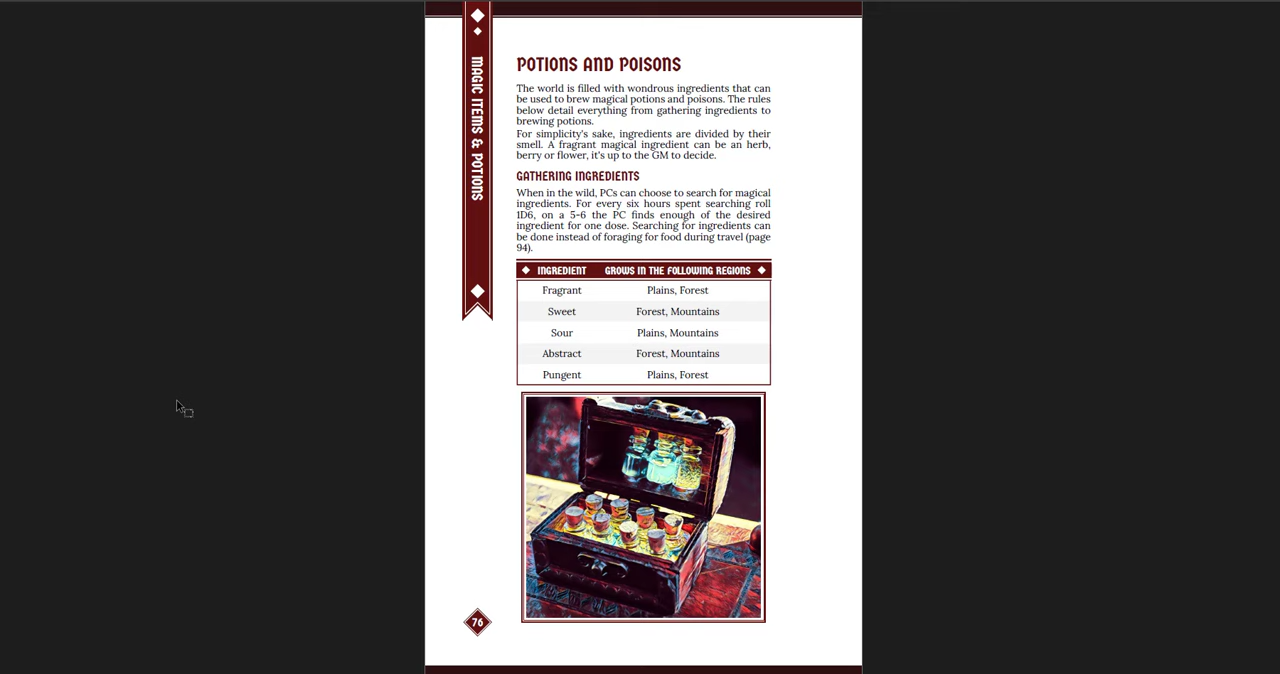 MAGIC ITEMS & POTIONS
POTIONS AND POISONS
The world is filled with wondrous ingredients that can
be used to brew magical potions and poisons. The rules
below detail everything from gathering ingredients to
brewing potions.
For simplicity's sake, ingredients are divided by their
smell. A fragrant magical ingredient can be an herb,
berry or flower, it's up to the GM to decide.
GATHERING INGREDIENTS
When in the wild, PCs can choose to search for magical
ingredients. For every six hours spent searching roll
1D6, on a 5-6 the PC finds enough of the desired
ingredient for one dose. Searching for ingredients can
be done instead of foraging for food during travel (page
94).
INGREDIENT GROWS IN THE FOLLOWING REGIONS
Fragrant Plains, Forest
Sweet Forest, Mountains
Sour Plains, Mountains
Abstract Forest, Mountains
Pungent Plains, Forest
76